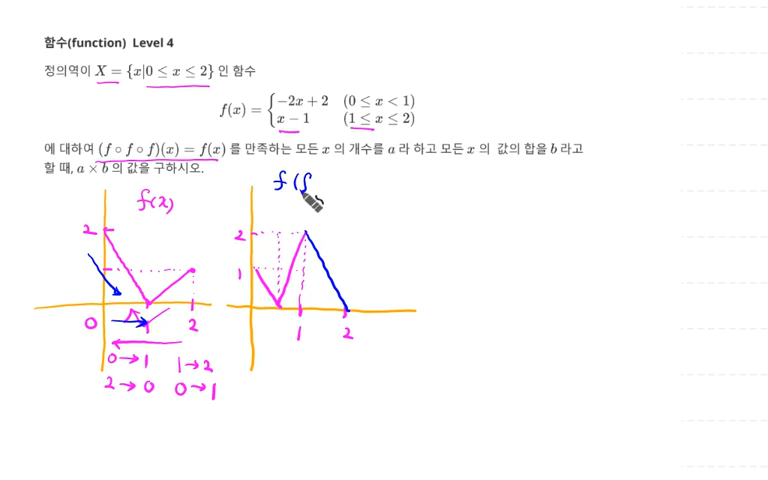 함수(function) Level 4
정의역이 X = {x|0 ≤ x ≤ 2} 인 함수
f(x) = { −2x + 2 (0 ≤ x < 1)
x − 1 (1 ≤ x ≤ 2)
에 대하여 (f ∘ f ∘ f)(x) = f(x) 를 만족하는 모든 x 의 개수를 a 라 하고 모든 x 의 값의 합을 b 라고
할 때, a × b 의 값을 구하시오.
f(x)
f(f
2
0
1
2
2
1
1
2
0→1 1→2
2→0 0→1